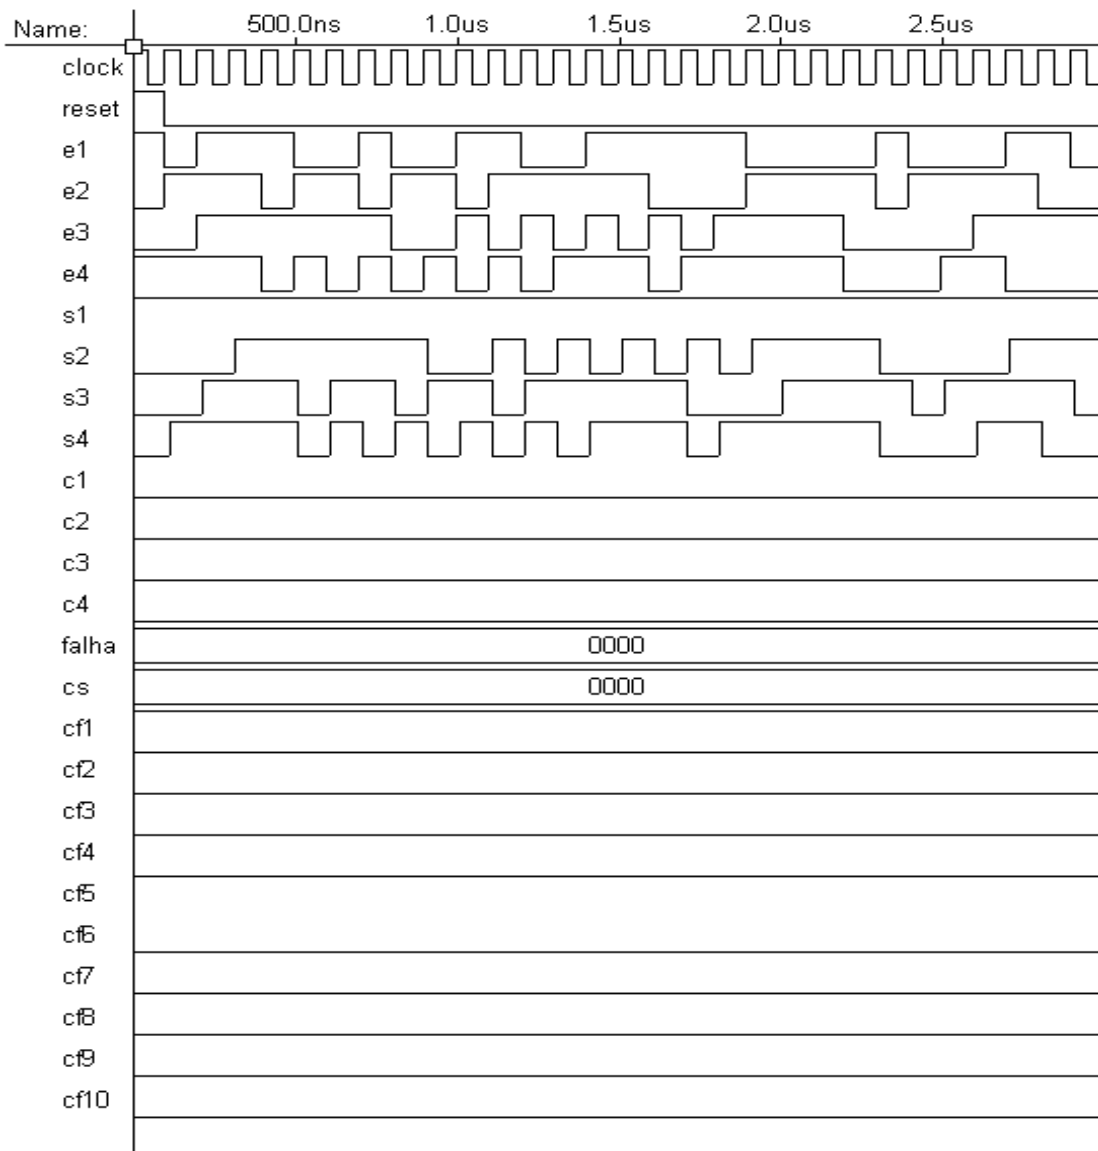 Name: 500.0ns 1.0us 1.5us 2.0us 2.5us
clock
reset
e1
e2
e3
e4
s1
s2
s3
s4
c1
c2
c3
c4
falha 0000
cs 0000
cf1
cf2
cf3
cf4
cf5
cf6
cf7
cf8
cf9
cf10